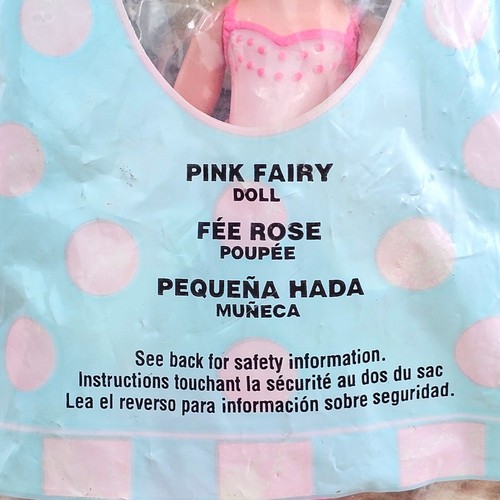 PINK FAIRY
DOLL
FÉE ROSE
POUPÉE
PEQUEÑA HADA
MUÑECA
See back for safety information.
Instructions touchant la sécurité au dos du sac
Lea el reverso para información sobre seguridad.